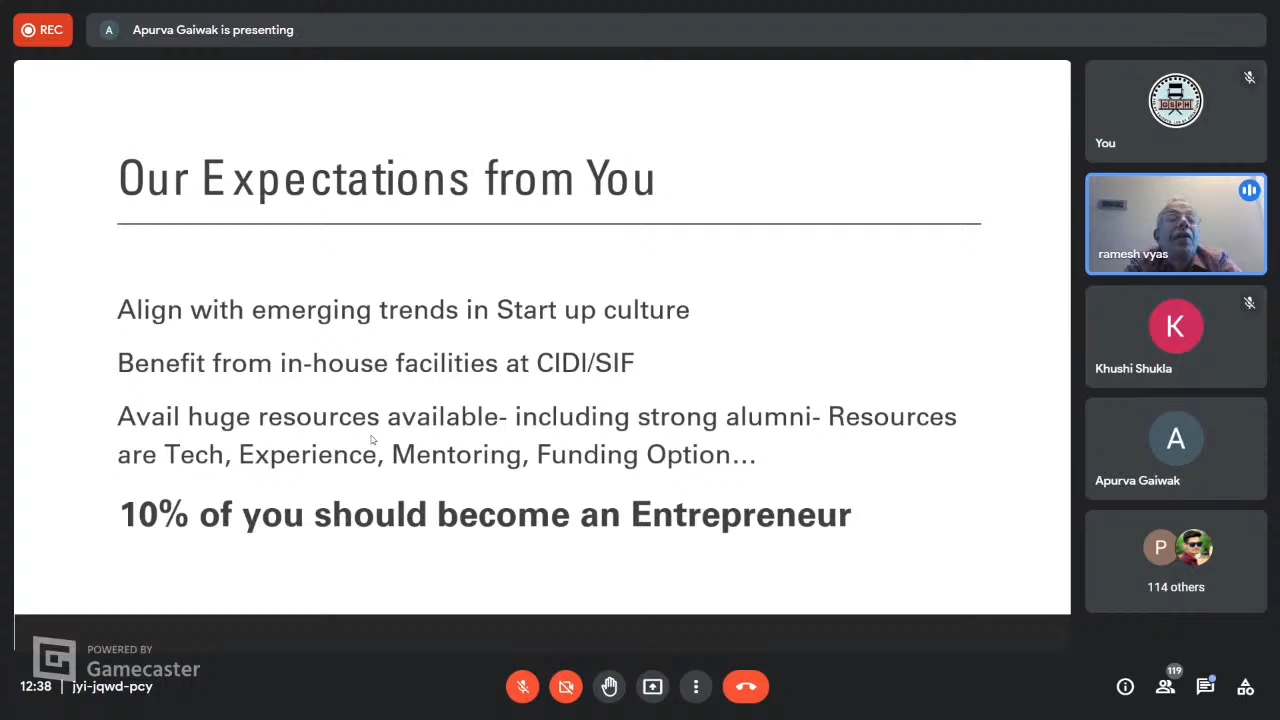 REC
A
Apurva Gaiwak is presenting
Our Expectations from You
Align with emerging trends in Start up culture
Benefit from in-house facilities at CIDI/SIF
Avail huge resources available- including strong alumni- Resources
are Tech, Experience, Mentoring, Funding Option...
10% of you should become an Entrepreneur
GSPH
You
ramesh vyas
K
Khushi Shukla
A
Apurva Gaiwak
P
114 others
POWERED BY
Gamecaster
12:38 | jyi-jqwd-pcy
119